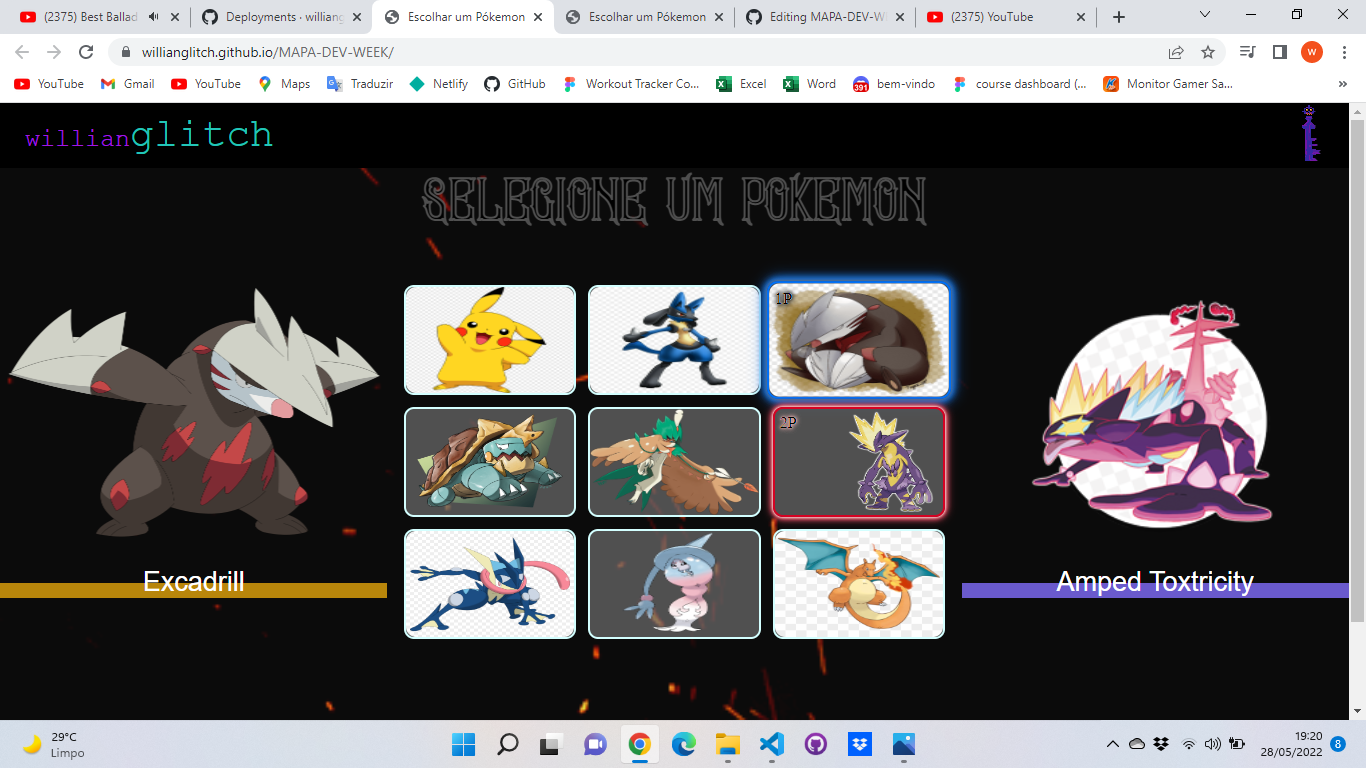 (2375) Best Ballad
Deployments · williang
Escolhar um Pókemon
Escolhar um Pókemon
Editing MAPA-DEV-W
(2375) YouTube
willianglitch.github.io/MAPA-DEV-WEEK/
W
YouTube
Gmail
YouTube
Maps
Traduzir
Netlify
GitHub
Workout Tracker Co...
Excel
Word
391
bem-vindo
course dashboard (...
Monitor Gamer Sa...
»
willianglitch
SELECIONE UM POKEMON
1P
2P
Excadrill
Amped Toxtricity
29°C
Limpo
19:20
28/05/2022
8